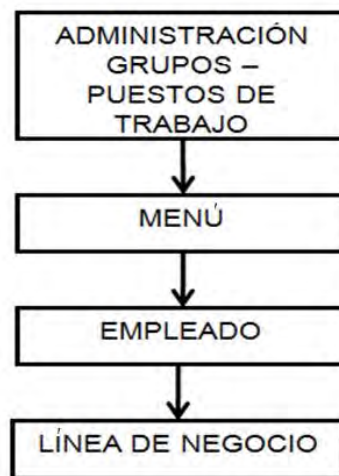 ADMINISTRACIÓN
GRUPOS –
PUESTOS DE
TRABAJO
MENÚ
EMPLEADO
LÍNEA DE NEGOCIO